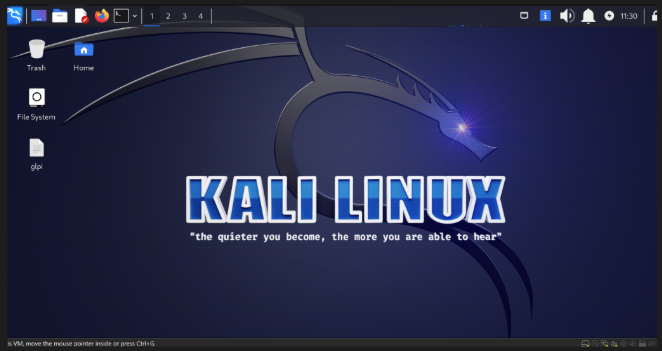 1 2 3 4
11:30
Trash
Home
File System
glpi
KALI LINUX
"the quieter you become, the more you are able to hear"
is VM, move the mouse pointer inside or press Ctrl+G.